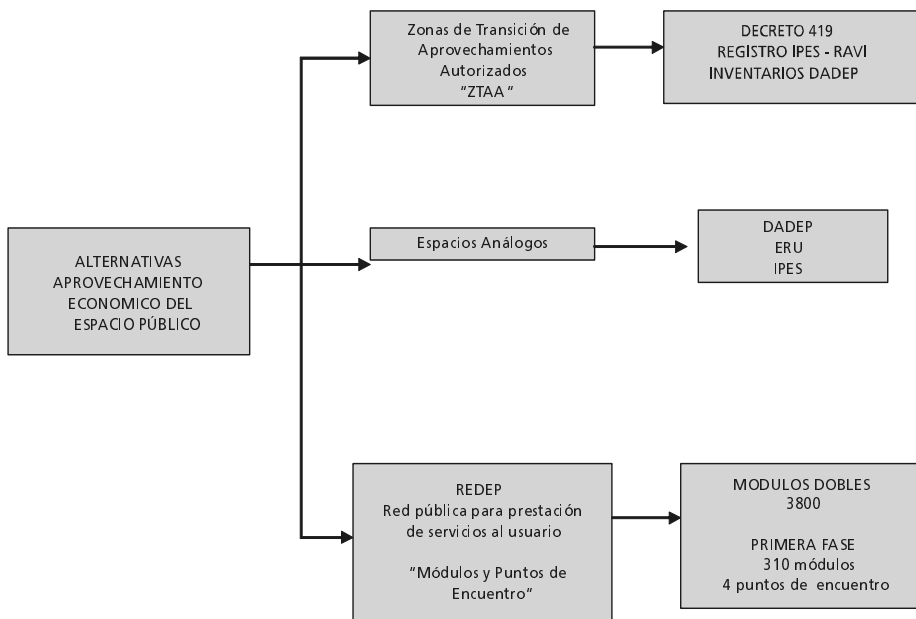 Zonas de Transición de
Aprovechamientos
Autorizados
"ZTAA "
DECRETO 419
REGISTRO IPES - RAVI
INVENTARIOS DADEP
ALTERNATIVAS
APROVECHAMIENTO
ECONOMICO DEL
ESPACIO PÚBLICO
Espacios Análogos
DADEP
ERU
IPES
REDEP
Red pública para prestación
de servicios al usuario
"Módulos y Puntos de
Encuentro"
MODULOS DOBLES
3800
PRIMERA FASE
310 módulos
4 puntos de encuentro